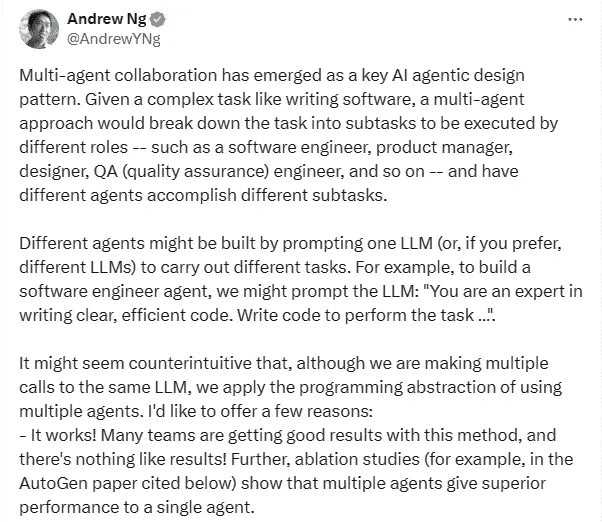 Andrew Ng
@AndrewYNg
Multi-agent collaboration has emerged as a key AI agentic design
pattern. Given a complex task like writing software, a multi-agent
approach would break down the task into subtasks to be executed by
different roles -- such as a software engineer, product manager,
designer, QA (quality assurance) engineer, and so on -- and have
different agents accomplish different subtasks.
Different agents might be built by prompting one LLM (or, if you prefer,
different LLMs) to carry out different tasks. For example, to build a
software engineer agent, we might prompt the LLM: "You are an expert in
writing clear, efficient code. Write code to perform the task ...".
It might seem counterintuitive that, although we are making multiple
calls to the same LLM, we apply the programming abstraction of using
multiple agents. I'd like to offer a few reasons:
- It works! Many teams are getting good results with this method, and
there's nothing like results! Further, ablation studies (for example, in the
AutoGen paper cited below) show that multiple agents give superior
performance to a single agent.